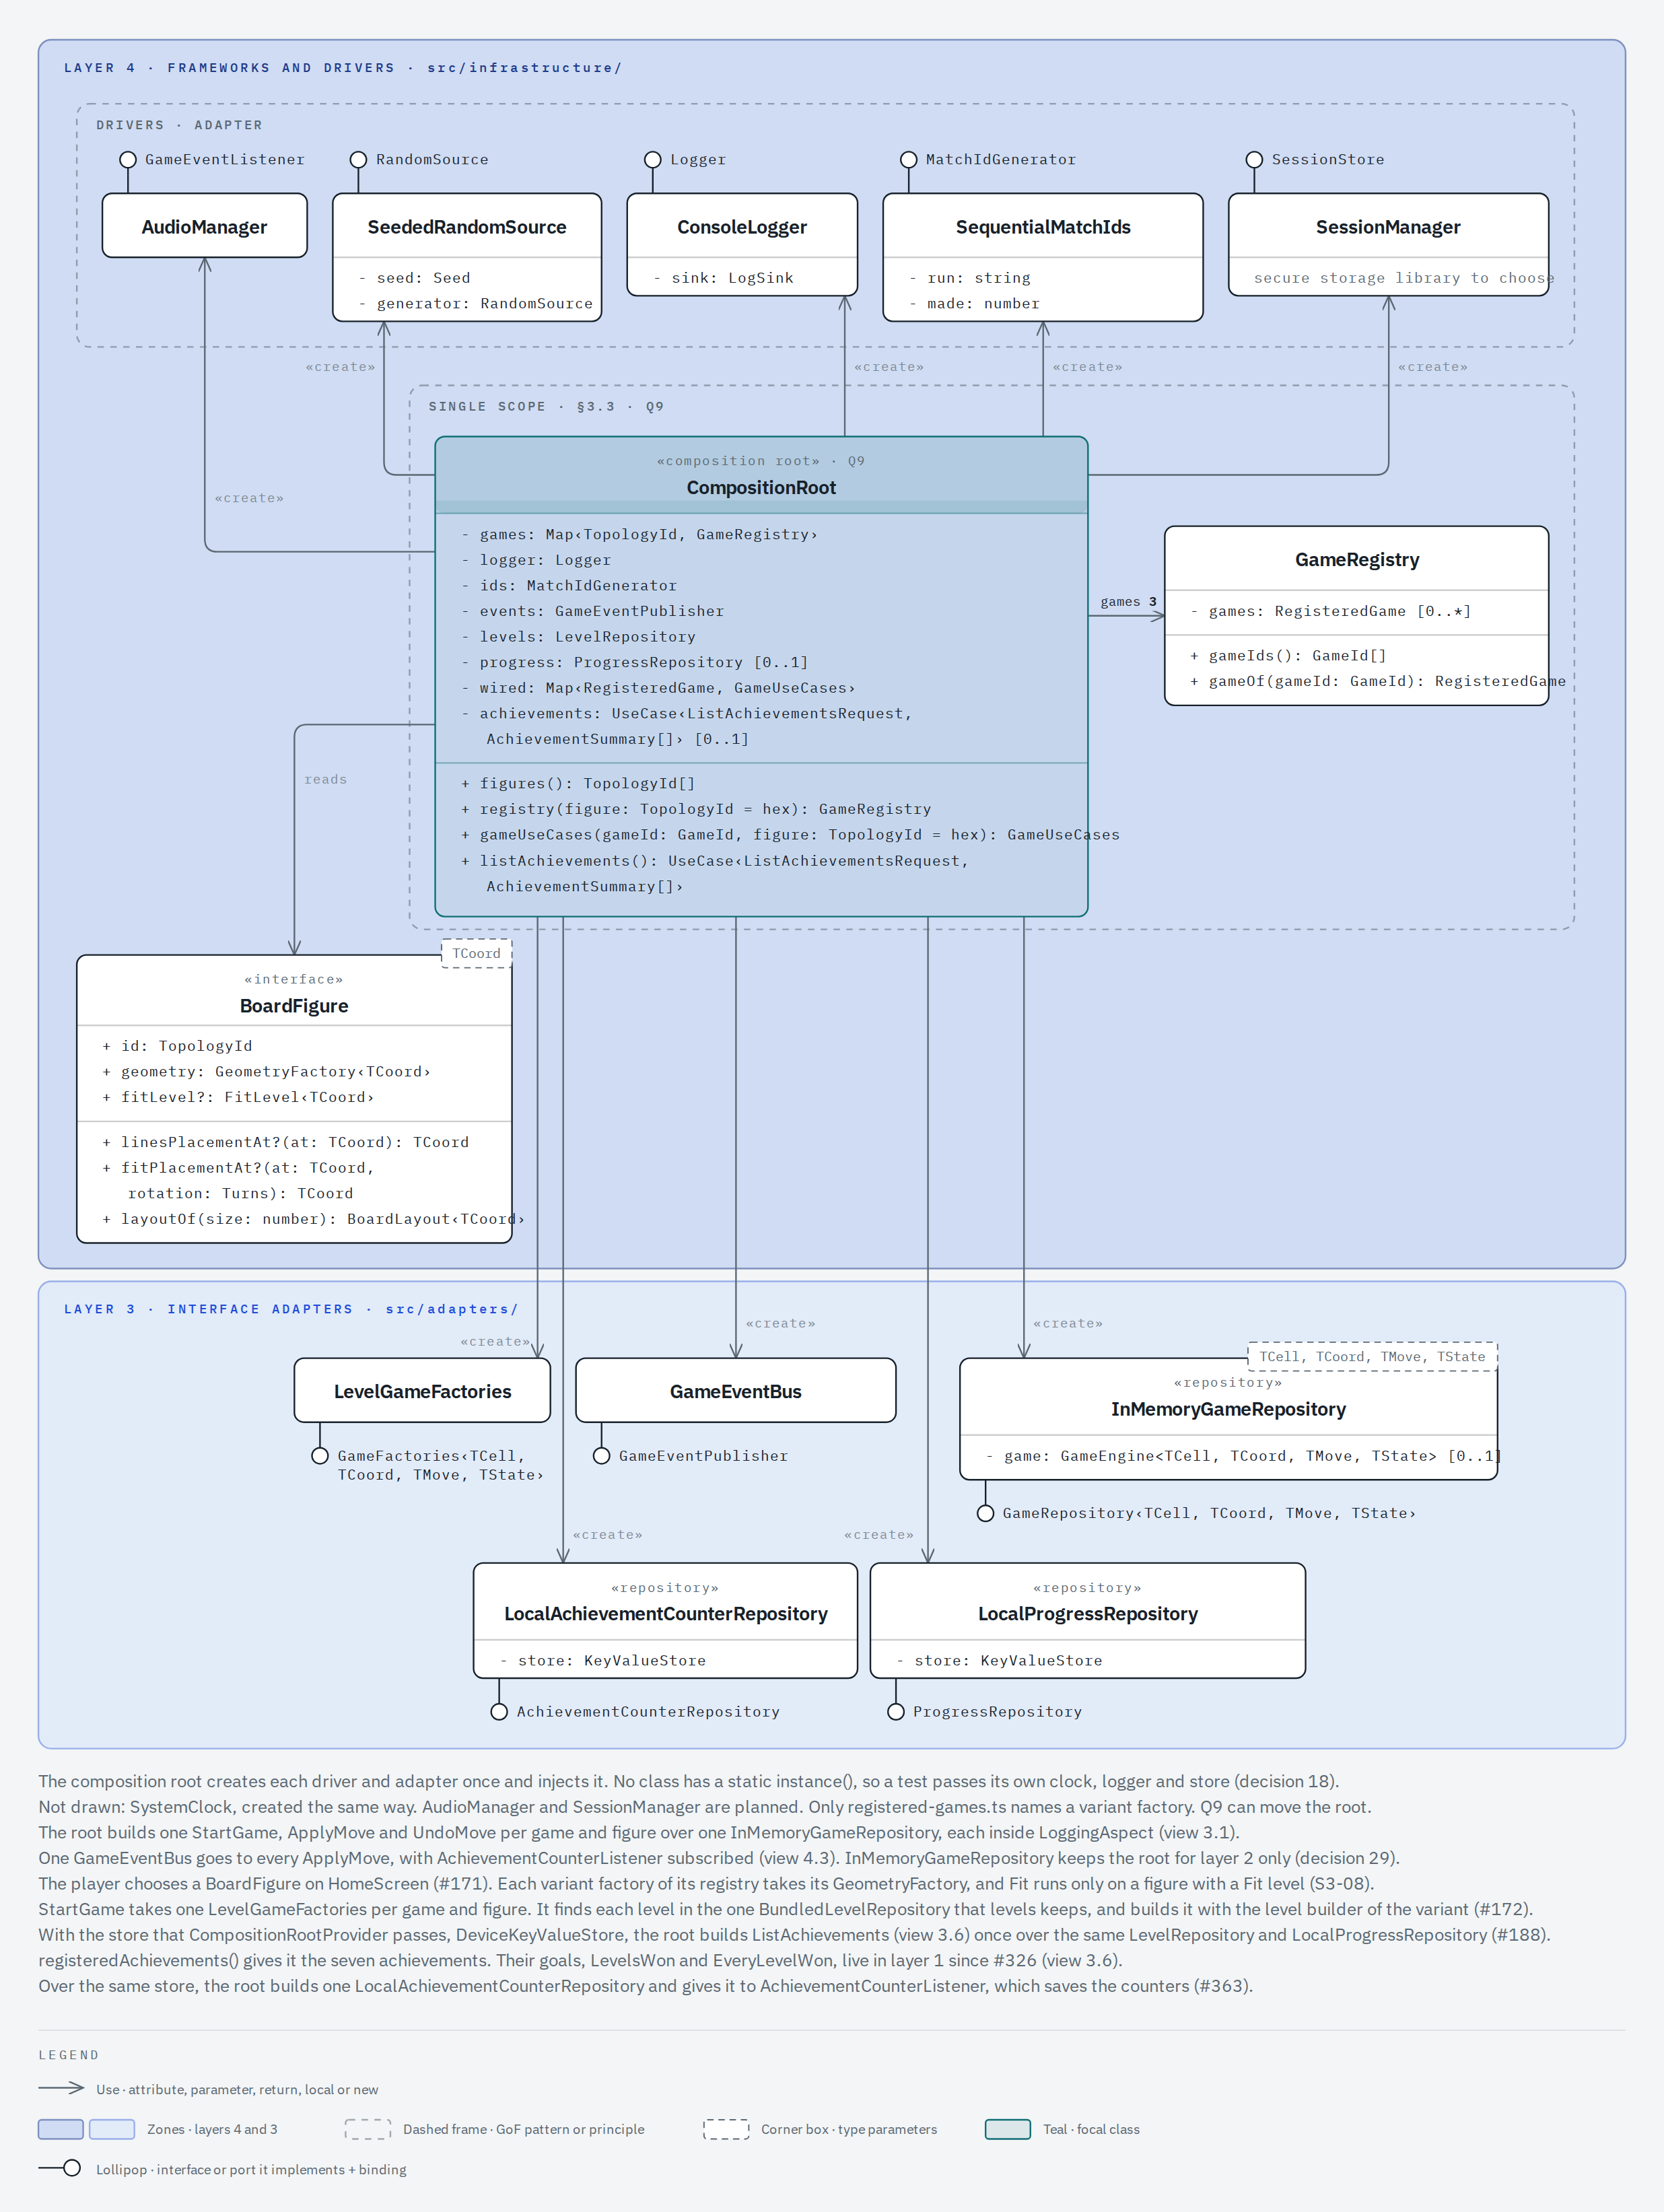 LAYER 4 · FRAMEWORKS AND DRIVERS · src/infrastructure/
DRIVERS · ADAPTER
GameEventListener
RandomSource
Logger
MatchIdGenerator
SessionStore
AudioManager
SeededRandomSource
- seed: Seed
- generator: RandomSource
ConsoleLogger
- sink: LogSink
SequentialMatchIds
- run: string
- made: number
SessionManager
secure storage library to choose
«create»
«create»
«create»
«create»
«create»
SINGLE SCOPE · §3.3 · Q9
«composition root» · Q9
CompositionRoot
- games: Map‹TopologyId, GameRegistry›
- logger: Logger
- ids: MatchIdGenerator
- events: GameEventPublisher
- levels: LevelRepository
- progress: ProgressRepository [0..1]
- wired: Map‹RegisteredGame, GameUseCases›
- achievements: UseCase‹ListAchievementsRequest,
AchievementSummary[]› [0..1]
+ figures(): TopologyId[]
+ registry(figure: TopologyId = hex): GameRegistry
+ gameUseCases(gameId: GameId, figure: TopologyId = hex): GameUseCases
+ listAchievements(): UseCase‹ListAchievementsRequest,
AchievementSummary[]›
games 3
GameRegistry
- games: RegisteredGame [0..*]
+ gameIds(): GameId[]
+ gameOf(gameId: GameId): RegisteredGame
reads
TCoord
«interface»
BoardFigure
+ id: TopologyId
+ geometry: GeometryFactory‹TCoord›
+ fitLevel?: FitLevel‹TCoord›
+ linesPlacementAt?(at: TCoord): TCoord
+ fitPlacementAt?(at: TCoord,
rotation: Turns): TCoord
+ layoutOf(size: number): BoardLayout‹TCoord›
LAYER 3 · INTERFACE ADAPTERS · src/adapters/
«create»
«create»
«create»
LevelGameFactories
GameFactories‹TCell,
TCoord, TMove, TState›
GameEventBus
GameEventPublisher
TCell, TCoord, TMove, TState
«repository»
InMemoryGameRepository
- game: GameEngine<TCell, TCoord, TMove, TState> [0..1]
GameRepository‹TCell, TCoord, TMove, TState›
«create»
«create»
«repository»
LocalAchievementCounterRepository
- store: KeyValueStore
AchievementCounterRepository
«repository»
LocalProgressRepository
- store: KeyValueStore
ProgressRepository
The composition root creates each driver and adapter once and injects it. No class has a static instance(), so a test passes its own clock, logger and store (decision 18).
Not drawn: SystemClock, created the same way. AudioManager and SessionManager are planned. Only registered-games.ts names a variant factory. Q9 can move the root.
The root builds one StartGame, ApplyMove and UndoMove per game and figure over one InMemoryGameRepository, each inside LoggingAspect (view 3.1).
One GameEventBus goes to every ApplyMove, with AchievementCounterListener subscribed (view 4.3). InMemoryGameRepository keeps the root for layer 2 only (decision 29).
The player chooses a BoardFigure on HomeScreen (#171). Each variant factory of its registry takes its GeometryFactory, and Fit runs only on a figure with a Fit level (S3-08).
StartGame takes one LevelGameFactories per game and figure. It finds each level in the one BundledLevelRepository that levels keeps, and builds it with the level builder of the variant (#172).
With the store that CompositionRootProvider passes, DeviceKeyValueStore, the root builds ListAchievements (view 3.6) once over the same LevelRepository and LocalProgressRepository (#188).
registeredAchievements() gives it the seven achievements. Their goals, LevelsWon and EveryLevelWon, live in layer 1 since #326 (view 3.6).
Over the same store, the root builds one LocalAchievementCounterRepository and gives it to AchievementCounterListener, which saves the counters (#363).
LEGEND
Use · attribute, parameter, return, local or new
Zones · layers 4 and 3
Dashed frame · GoF pattern or principle
Corner box · type parameters
Teal · focal class
Lollipop · interface or port it implements + binding